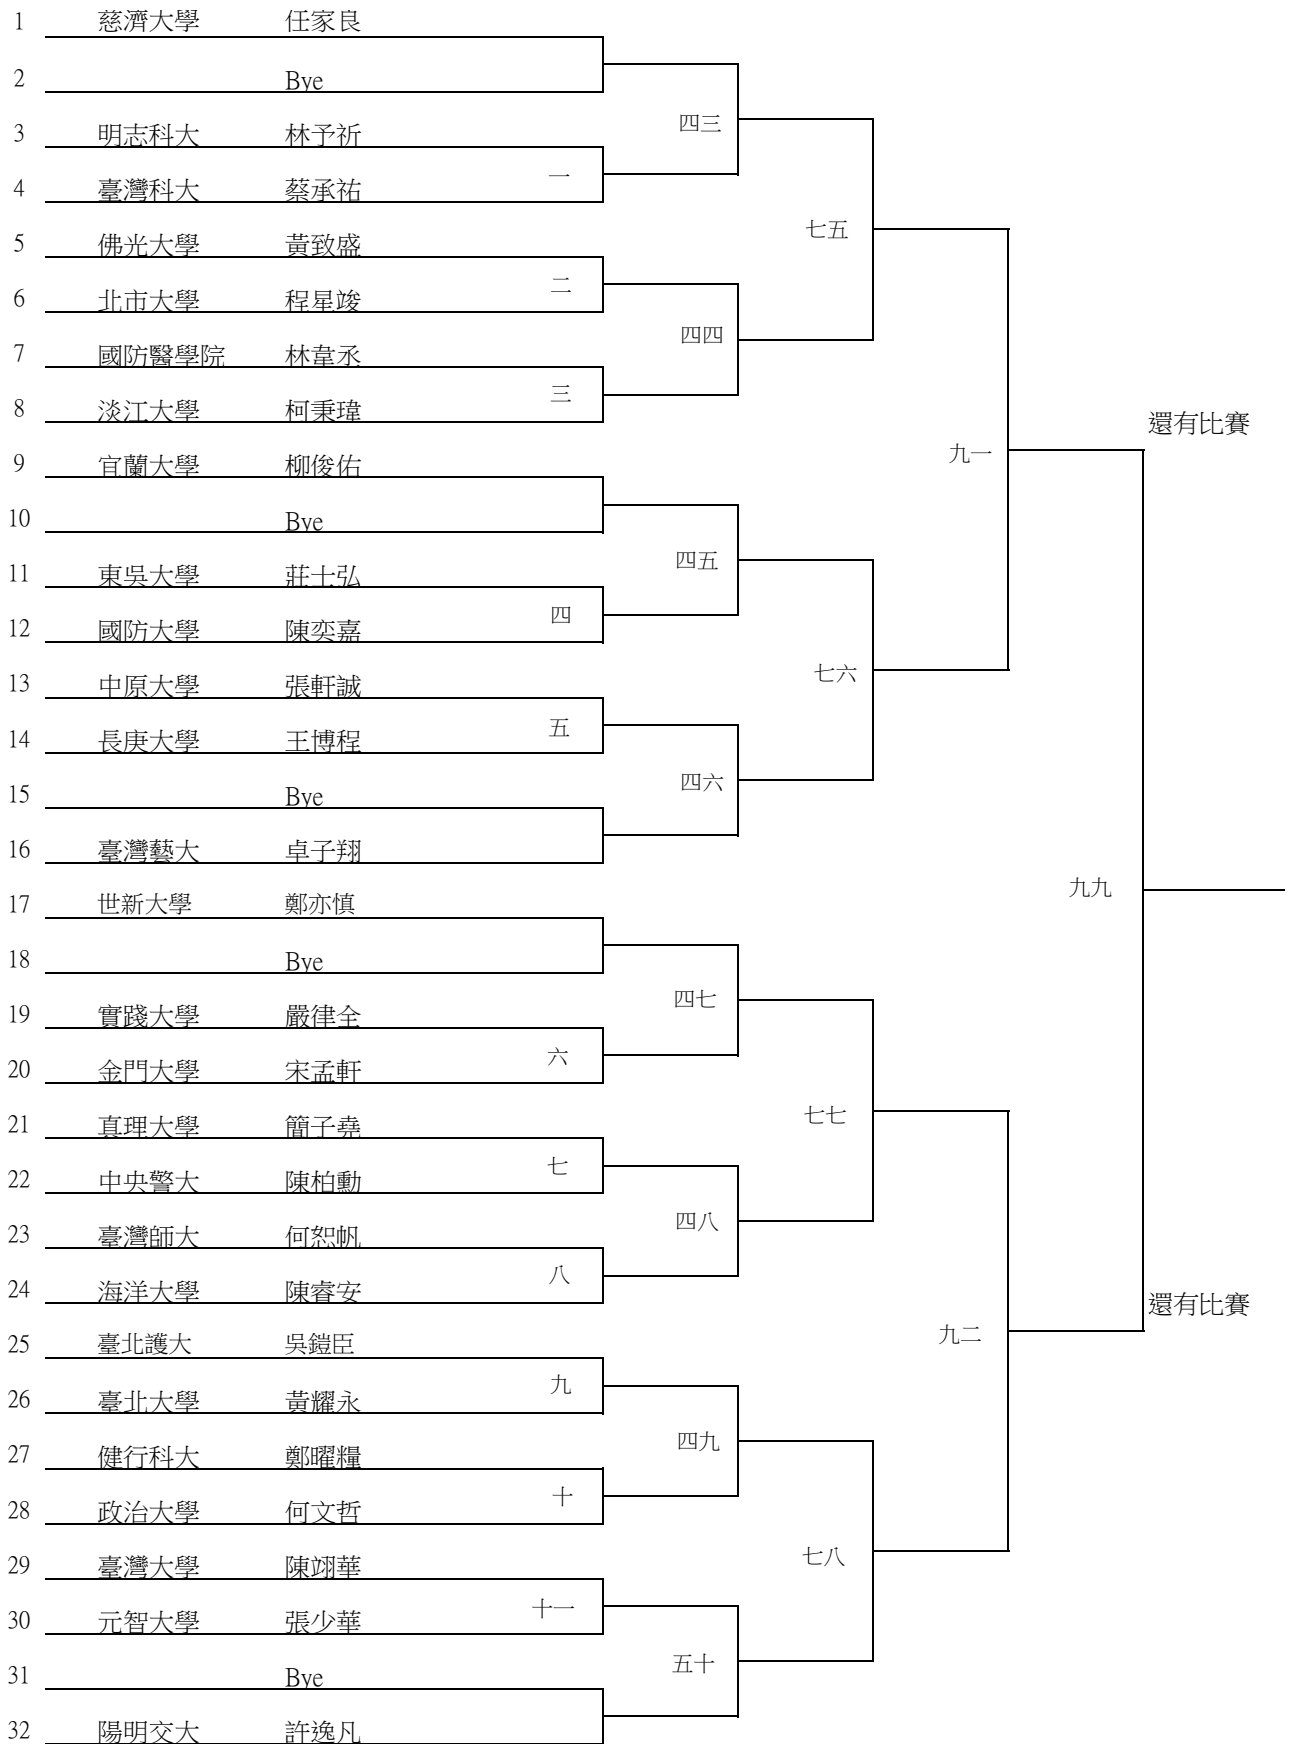 1 慈濟大學 任家良
2 Bye
四三
3 明志科大 林予祈
一
4 臺灣科大 蔡承祐
七五
5 佛光大學 黃致盛
二
6 北市大學 程星竣
四四
7 國防醫學院 林韋丞
三
8 淡江大學 柯秉瑋
還有比賽
九一
9 宜蘭大學 柳俊佑
10 Bye
四五
11 東吳大學 莊士弘
四
12 國防大學 陳奕嘉
七六
13 中原大學 張軒誠
五
14 長庚大學 王博程
四六
15 Bye
16 臺灣藝大 卓子翔
九九
17 世新大學 鄭亦慎
18 Bye
四七
19 實踐大學 嚴律全
六
20 金門大學 宋孟軒
七七
21 真理大學 簡子堯
七
22 中央警大 陳柏勳
四八
23 臺灣師大 何恕帆
八
24 海洋大學 陳睿安
還有比賽
九二
25 臺北護大 吳鎧臣
九
26 臺北大學 黃耀永
四九
27 健行科大 鄭曜糧
十
28 政治大學 何文哲
七八
29 臺灣大學 陳翊華
十一
30 元智大學 張少華
五十
31 Bye
32 陽明交大 許逸凡